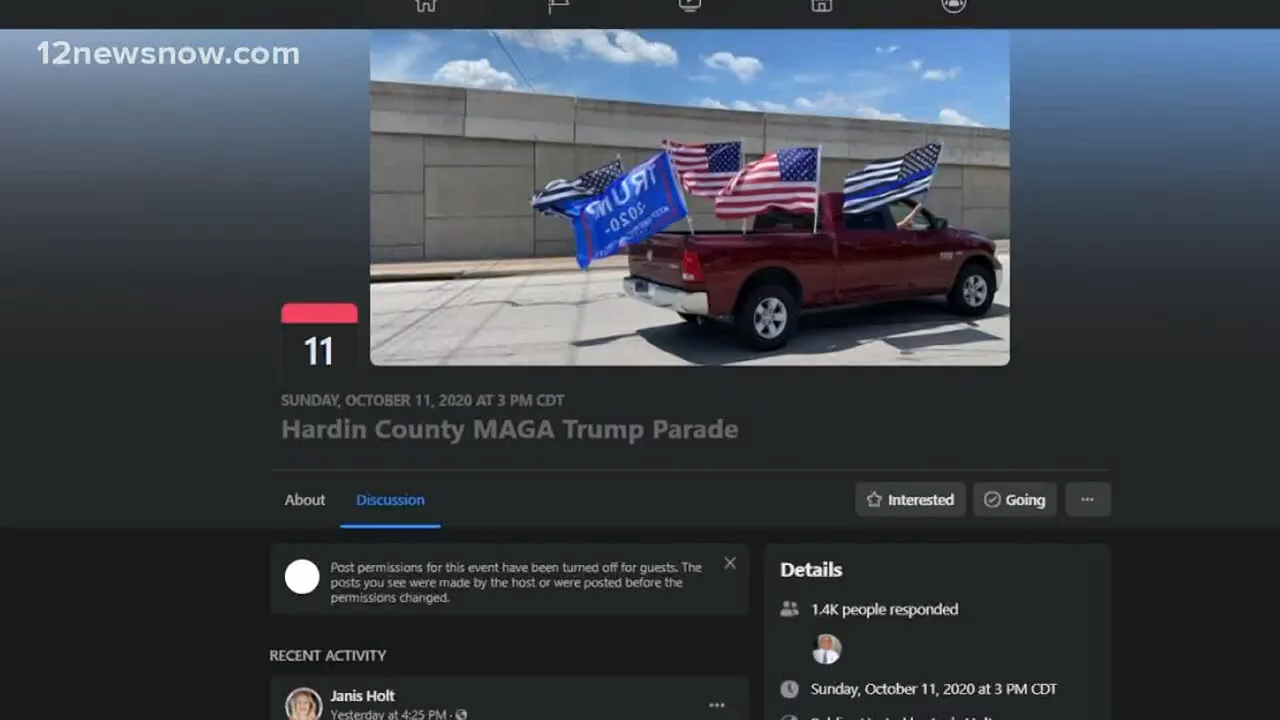 12newsnow.com
TRUMP
-2020-
11
SUNDAY, OCTOBER 11, 2020 AT 3 PM CDT
Hardin County MAGA Trump Parade
About Discussion
Interested Going
Post permissions for this event have been turned off for guests. The
posts you see were made by the host or were posted before the
permissions changed.
Details
1.4K people responded
RECENT ACTIVITY
Janis Holt
Yesterday at 4:25 PM ·
Sunday, October 11, 2020 at 3 PM CDT